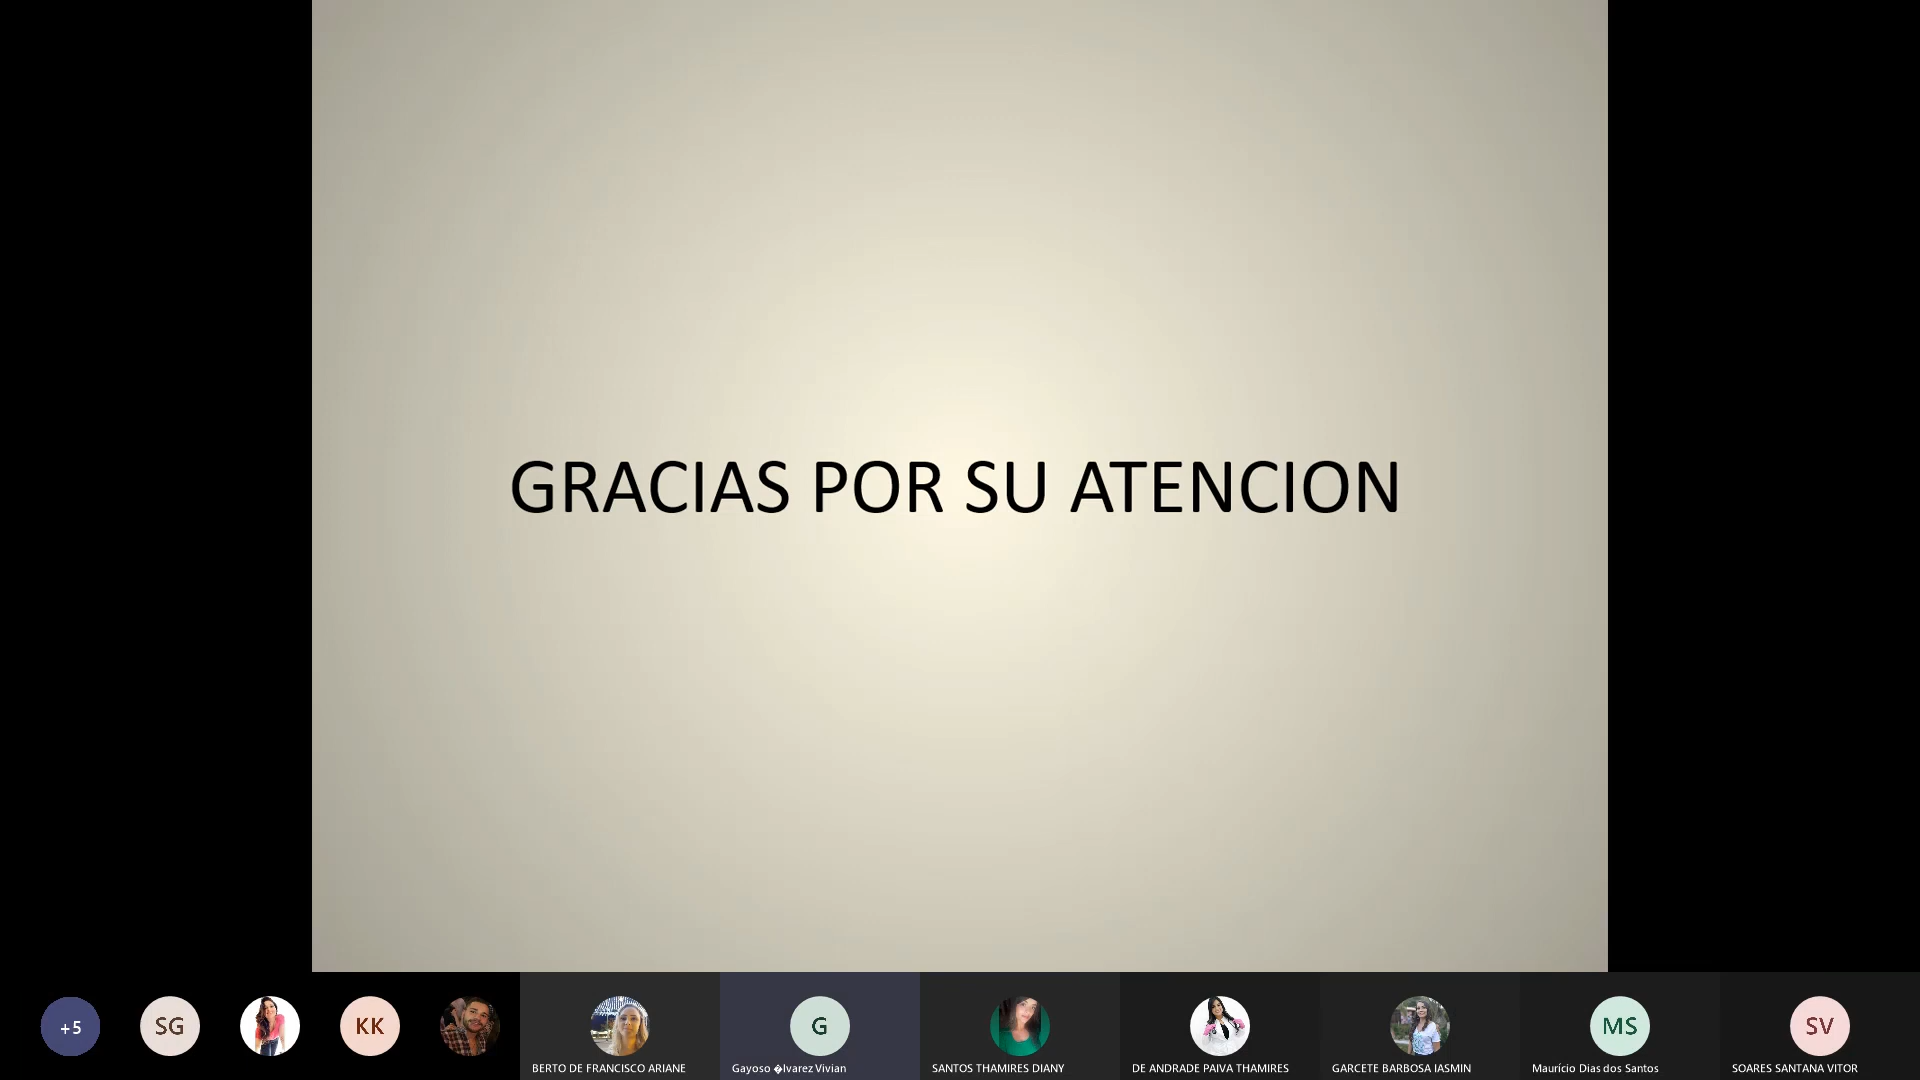 GRACIAS POR SU ATENCION
+5
SG
KK
G
MS
SV
BERTO DE FRANCISCO ARIANE
Gayoso �lvarez Vivian
SANTOS THAMIRES DIANY
DE ANDRADE PAIVA THAMIRES
GARCETE BARBOSA IASMIN
Maurício Dias dos Santos
SOARES SANTANA VITOR